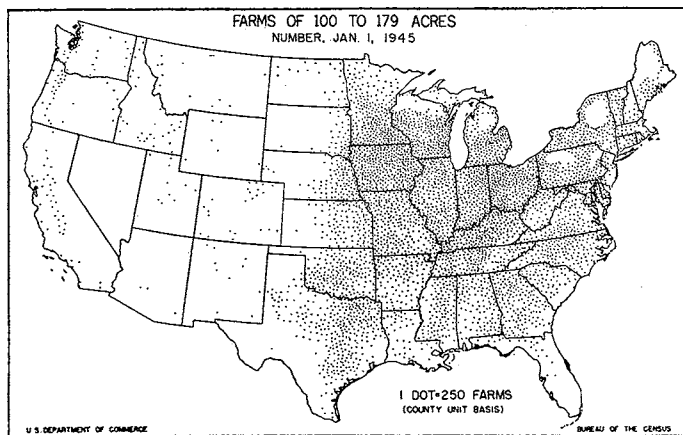 FARMS OF 100 TO 179 ACRES
NUMBER, JAN. 1, 1945
1 DOT=250 FARMS
(COUNTY UNIT BASIS)
U.S. DEPARTMENT OF COMMERCE
BUREAU OF THE CENSUS